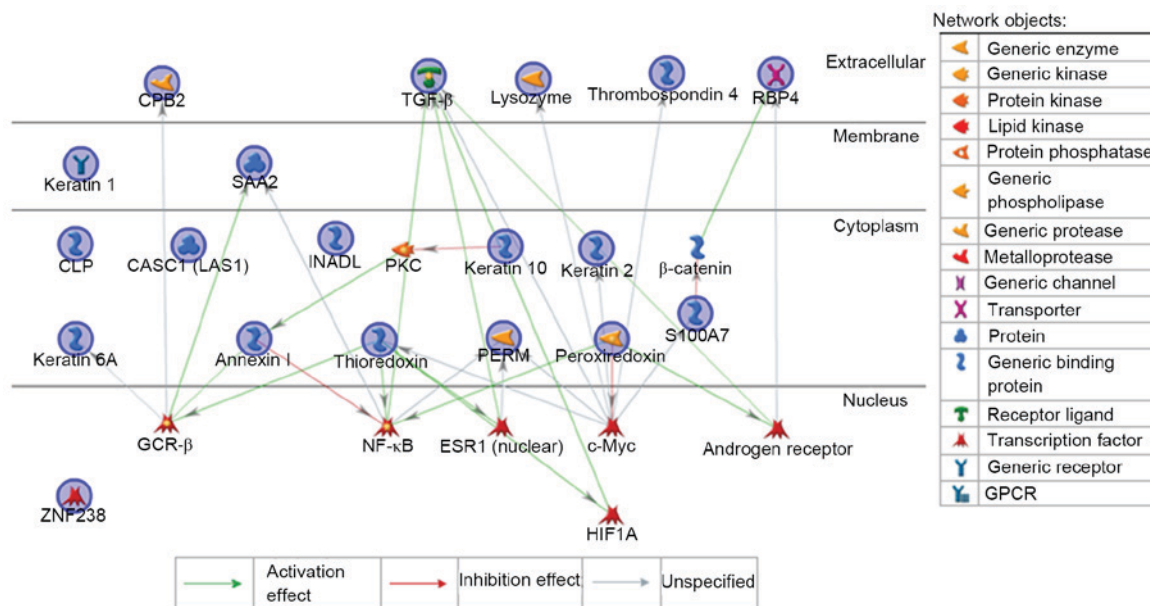 Network objects:
Extracellular
CPB2
TGF-β
Lysozyme
Thrombospondin 4
RBP4
Membrane
Keratin 1
SAA2
Cytoplasm
CLP
CASC1 (LAS1)
INADL
PKC
Keratin 10
Keratin 2
β-catenin
Keratin 6A
Annexin I
Thioredoxin
PERM
Peroxiredoxin
S100A7
Nucleus
GCR-β
NF-κB
ESR1 (nuclear)
c-Myc
Androgen receptor
ZNF238
HIF1A
Generic enzyme
Generic kinase
Protein kinase
Lipid kinase
Protein phosphatase
Generic
phospholipase
Generic protease
Metalloprotease
Generic channel
Transporter
Protein
Generic binding
protein
Receptor ligand
Transcription factor
Generic receptor
GPCR
Activation
effect
Inhibition effect
Unspecified